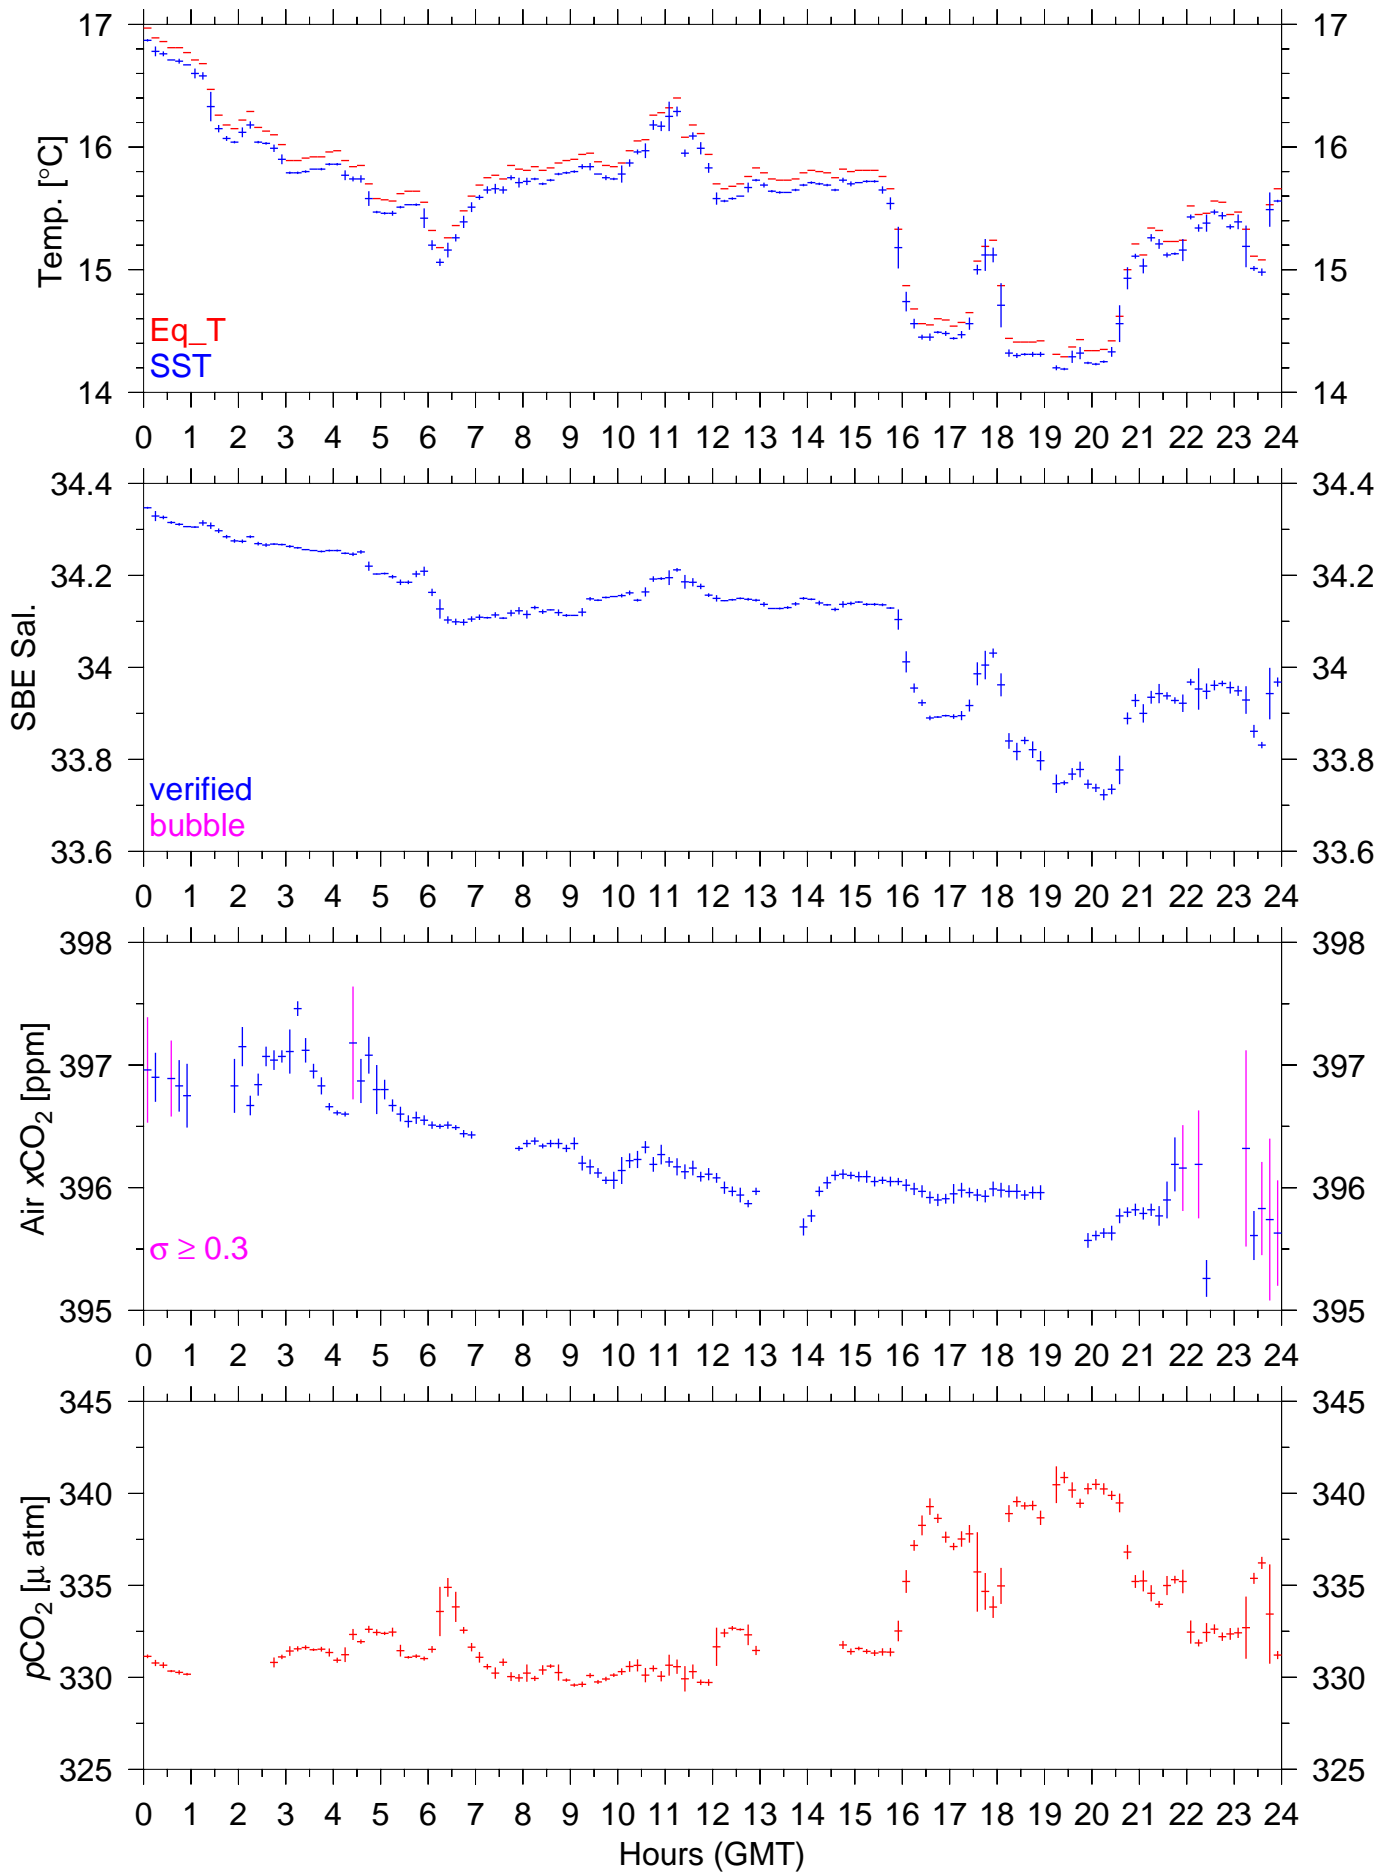 17 17
16 16
15 15
14 14
Temp. [°C]
Eq_T
SST
0 1 2 3 4 5 6 7 8 9 10 11 12 13 14 15 16 17 18 19 20 21 22 23 24
34.4 34.4
34.2 34.2
34 34
33.8 33.8
33.6 33.6
SBE Sal.
verified
bubble
0 1 2 3 4 5 6 7 8 9 10 11 12 13 14 15 16 17 18 19 20 21 22 23 24
398 398
397 397
396 396
395 395
Air xCO₂ [ppm]
σ ≥ 0.3
0 1 2 3 4 5 6 7 8 9 10 11 12 13 14 15 16 17 18 19 20 21 22 23 24
345 345
340 340
335 335
330 330
325 325
pCO₂ [μ atm]
0 1 2 3 4 5 6 7 8 9 10 11 12 13 14 15 16 17 18 19 20 21 22 23 24
Hours (GMT)